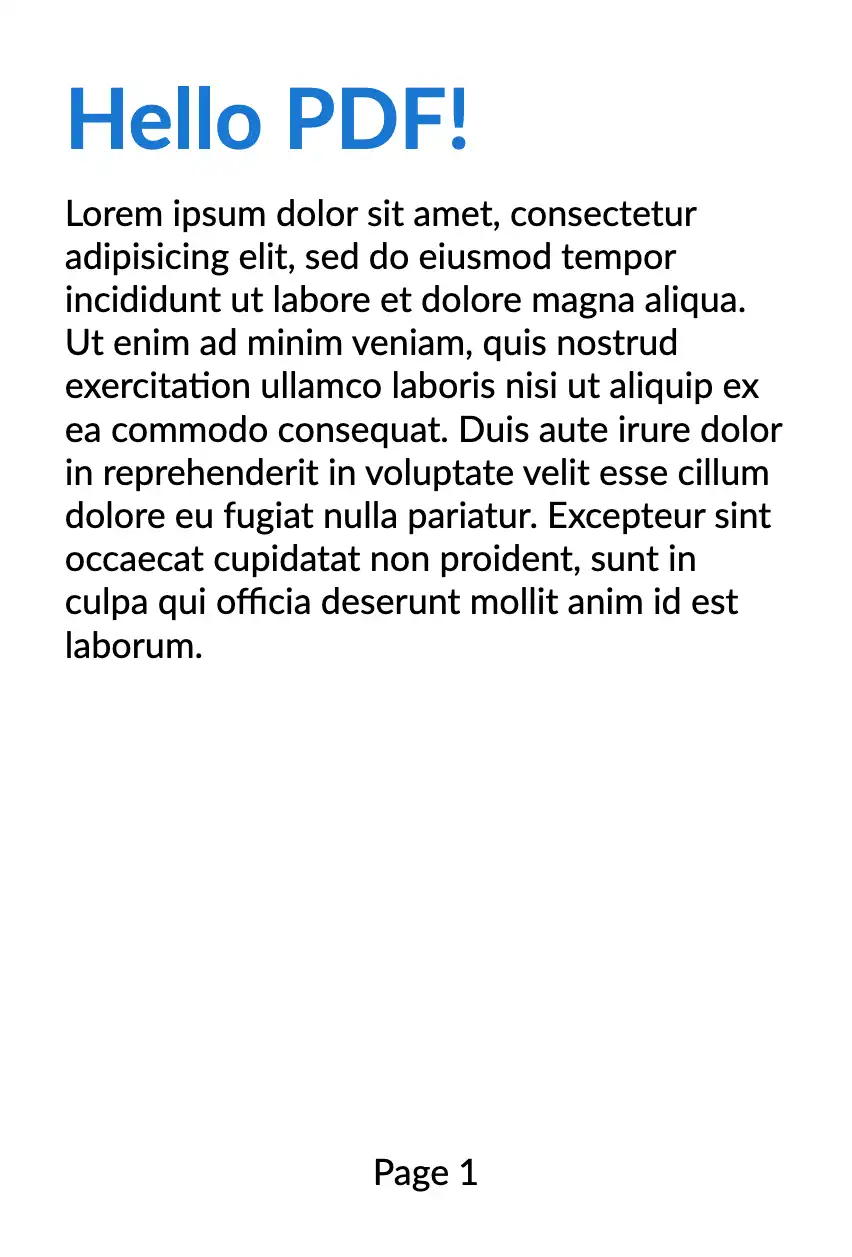 Hello PDF!
Lorem ipsum dolor sit amet, consectetur
adipisicing elit, sed do eiusmod tempor
incididunt ut labore et dolore magna aliqua.
Ut enim ad minim veniam, quis nostrud
exercitation ullamco laboris nisi ut aliquip ex
ea commodo consequat. Duis aute irure dolor
in reprehenderit in voluptate velit esse cillum
dolore eu fugiat nulla pariatur. Excepteur sint
occaecat cupidatat non proident, sunt in
culpa qui officia deserunt mollit anim id est
laborum.
Page 1